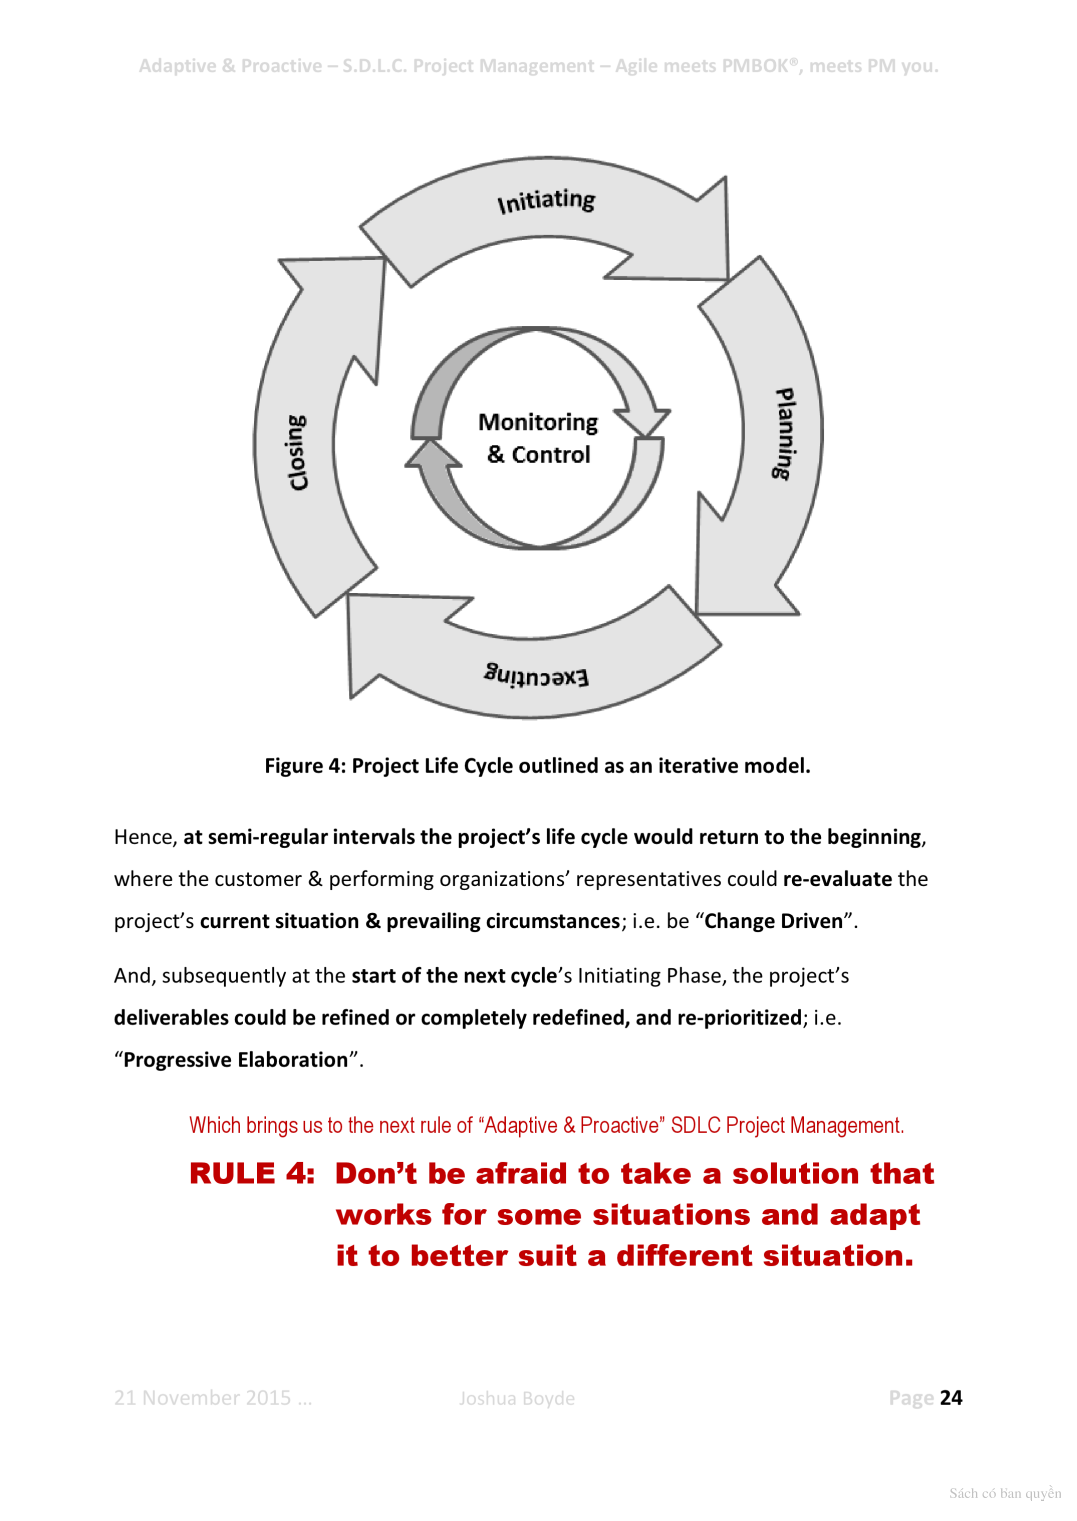 Adaptive & Proactive – S.D.L.C. Project Management – Agile meets PMBOK®, meets PM you.
Initiating
Planning
Monitoring
& Control
Closing
Executing
Figure 4: Project Life Cycle outlined as an iterative model.
Hence, at semi-regular intervals the project’s life cycle would return to the beginning,
where the customer & performing organizations’ representatives could re-evaluate the
project’s current situation & prevailing circumstances; i.e. be “Change Driven”.
And, subsequently at the start of the next cycle’s Initiating Phase, the project’s
deliverables could be refined or completely redefined, and re-prioritized; i.e.
“Progressive Elaboration”.
Which brings us to the next rule of “Adaptive & Proactive” SDLC Project Management.
RULE 4: Don’t be afraid to take a solution that
works for some situations and adapt
it to better suit a different situation.
21 November 2015 ... Joshua Boyde Page 24
Sách có bản quyền